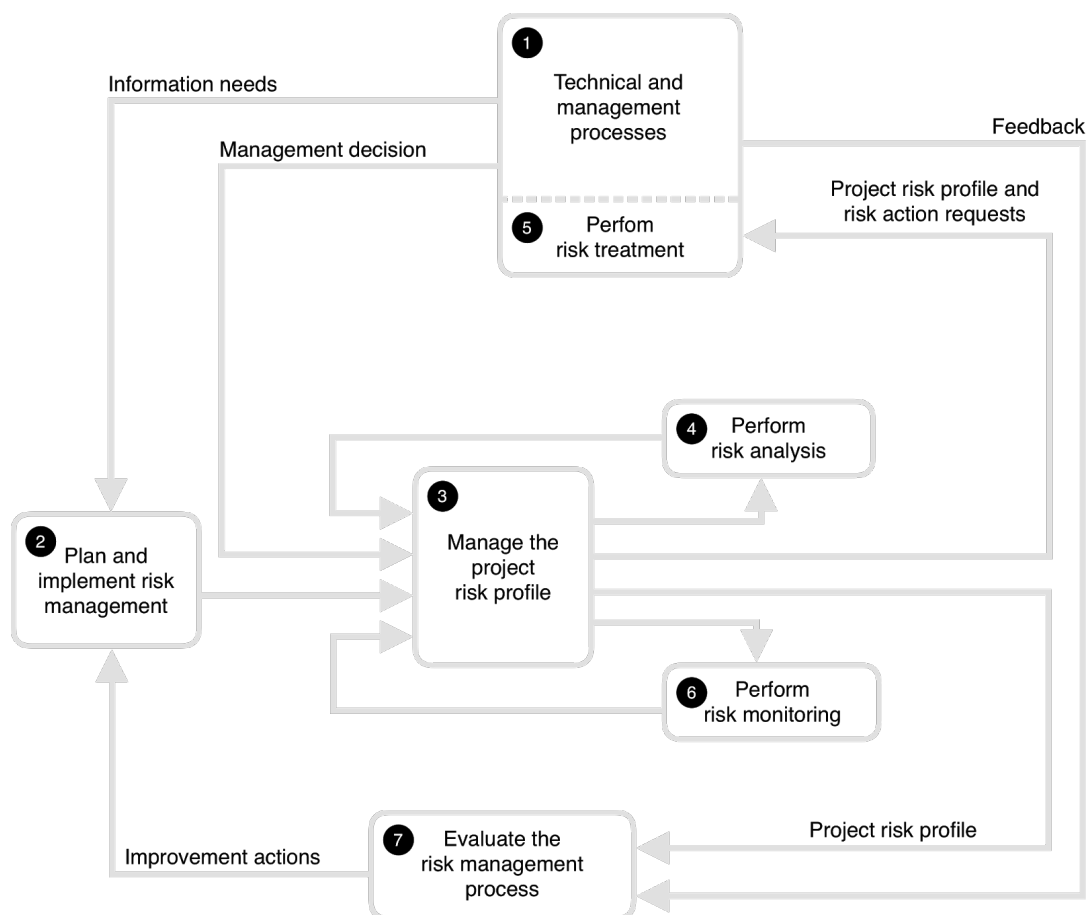 1
Technical and
management
processes
Information needs
Feedback
Management decision
Project risk profile and
risk action requests
5
Perfom
risk treatment
4
Perform
risk analysis
3
Manage the
project
risk profile
2
Plan and
implement risk
management
6
Perform
risk monitoring
7
Evaluate the
risk management
process
Project risk profile
Improvement actions